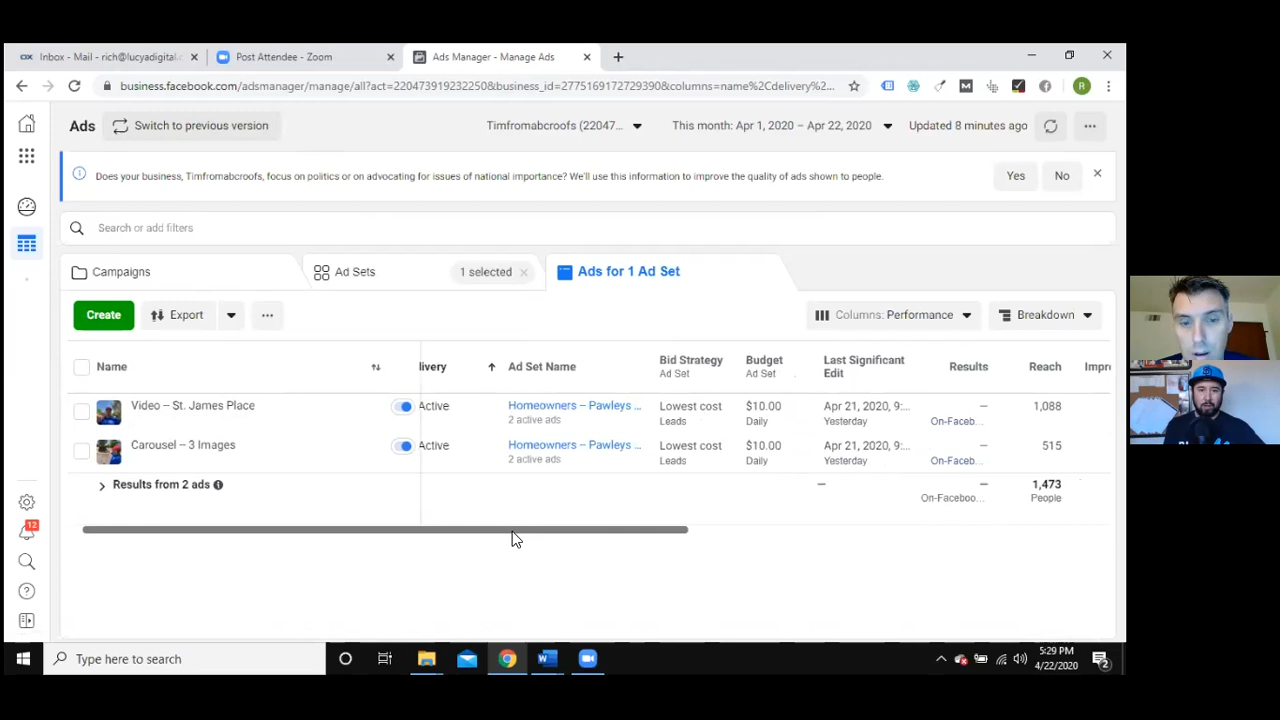 Inbox - Mail - rich@lucyadigital.
Post Attendee - Zoom
Ads Manager - Manage Ads
business.facebook.com/adsmanager/manage/all?act=220473919232250&business_id=2775169172729390&columns=name%2Cdelivery%2...
R
Ads
Switch to previous version
Timfromabcroofs (22047...
This month: Apr 1, 2020 – Apr 22, 2020
Updated 8 minutes ago
Does your business, Timfromabcroofs, focus on politics or on advocating for issues of national importance? We'll use this information to improve the quality of ads shown to people.
Yes
No
Search or add filters
Campaigns
Ad Sets
1 selected
Ads for 1 Ad Set
Create
Export
Columns: Performance
Breakdown
Name
ivery
Ad Set Name
Bid Strategy
Ad Set
Budget
Ad Set
Last Significant
Edit
Results
Reach
Impr
Video – St. James Place
Active
Homeowners – Pawleys ...
2 active ads
Lowest cost
Leads
$10.00
Daily
Apr 21, 2020, 9:...
Yesterday
—
On-Faceb...
1,088
Carousel – 3 Images
Active
Homeowners – Pawleys ...
2 active ads
Lowest cost
Leads
$10.00
Daily
Apr 21, 2020, 9:...
Yesterday
—
On-Faceb...
515
Results from 2 ads
—
—
On-Faceboo...
1,473
People
12
Type here to search
5:29 PM
4/22/2020
2